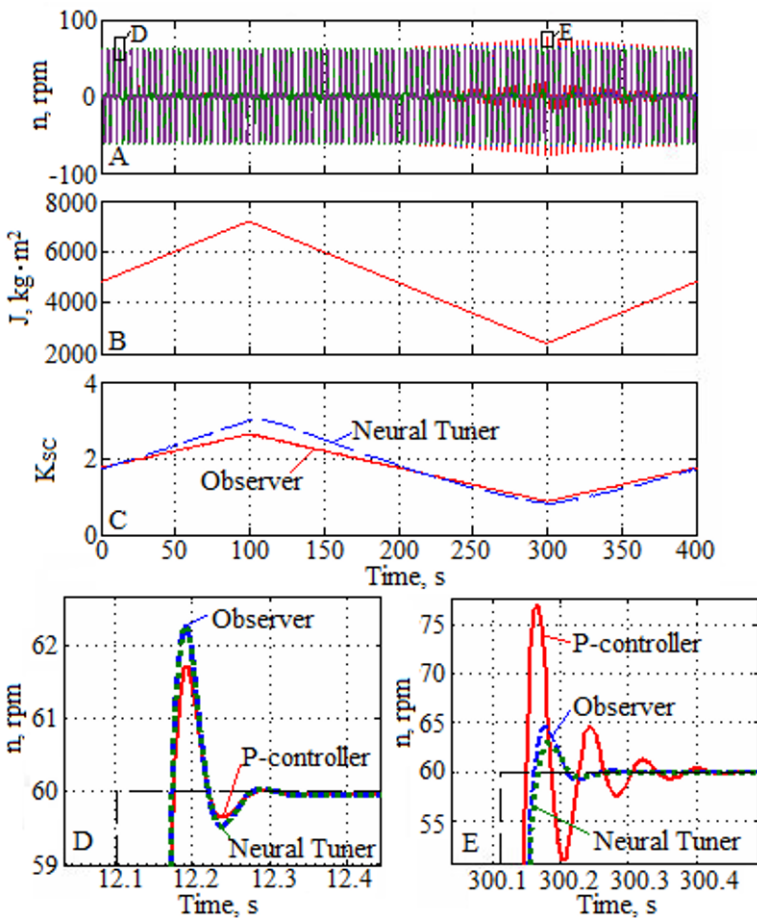 100
D
E
n, rpm
0
A
-100
8000
J, kg·m²
6000
4000
B
2000
4
Neural Tuner
Ksc
2
Observer
C
0
0 50 100 150 200 250 300 350 400
Time, s
Observer
62
n, rpm
61
P-controller
60
D
Neural Tuner
59
12.1 12.2 12.3 12.4
Time, s
75
P-controller
70
n, rpm
Observer
65
60
55
E
Neural Tuner
300.1 300.2 300.3 300.4
Time, s